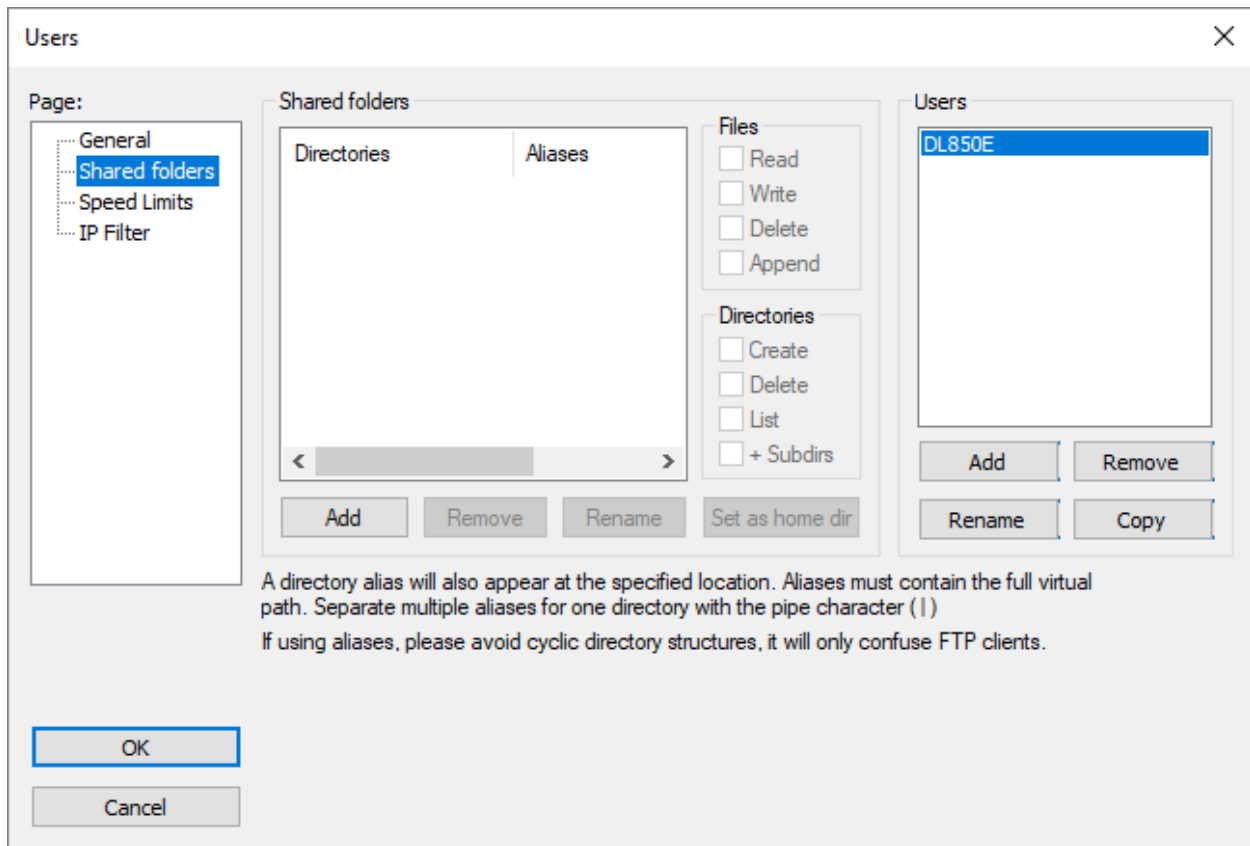 Users
Page:
General
Shared folders
Speed Limits
IP Filter
Shared folders
Directories
Aliases
Files
Read
Write
Delete
Append
Directories
Create
Delete
List
+ Subdirs
Add
Remove
Rename
Set as home dir
Users
DL850E
Add
Remove
Rename
Copy
A directory alias will also appear at the specified location. Aliases must contain the full virtual
path. Separate multiple aliases for one directory with the pipe character (|)
If using aliases, please avoid cyclic directory structures, it will only confuse FTP clients.
OK
Cancel